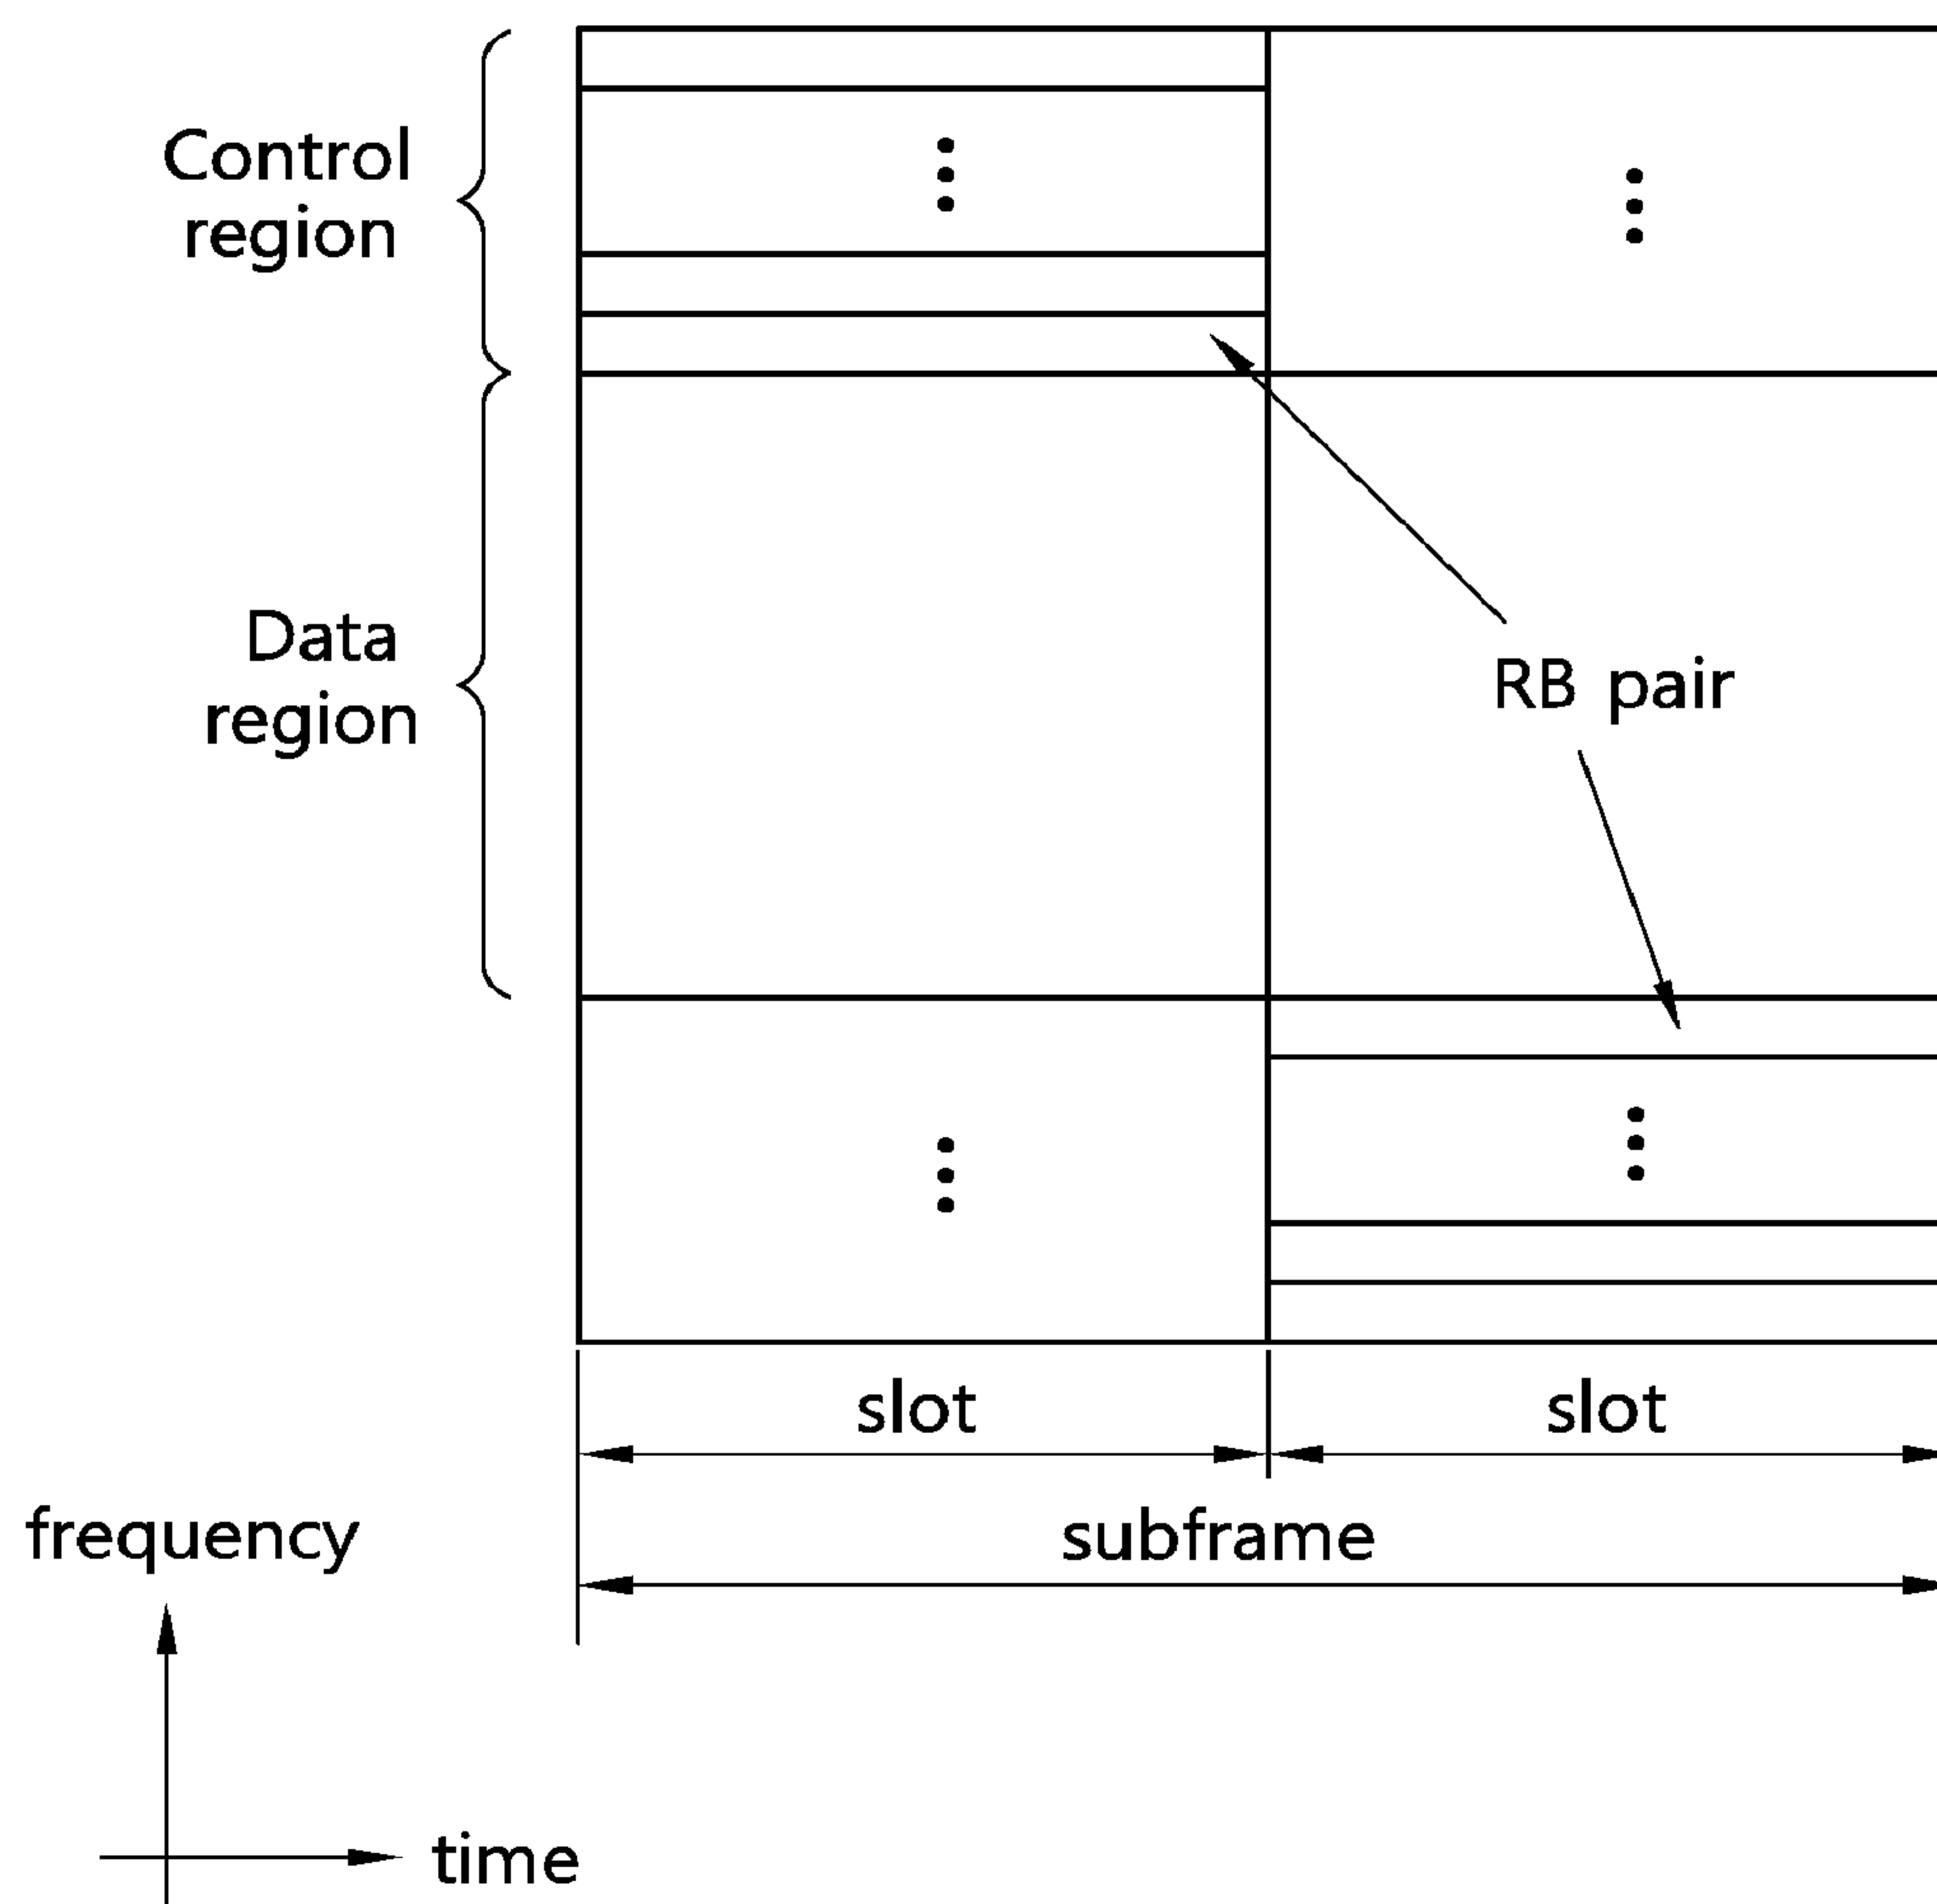 Control
region
Data
region
RB pair
slot
slot
subframe
frequency
time